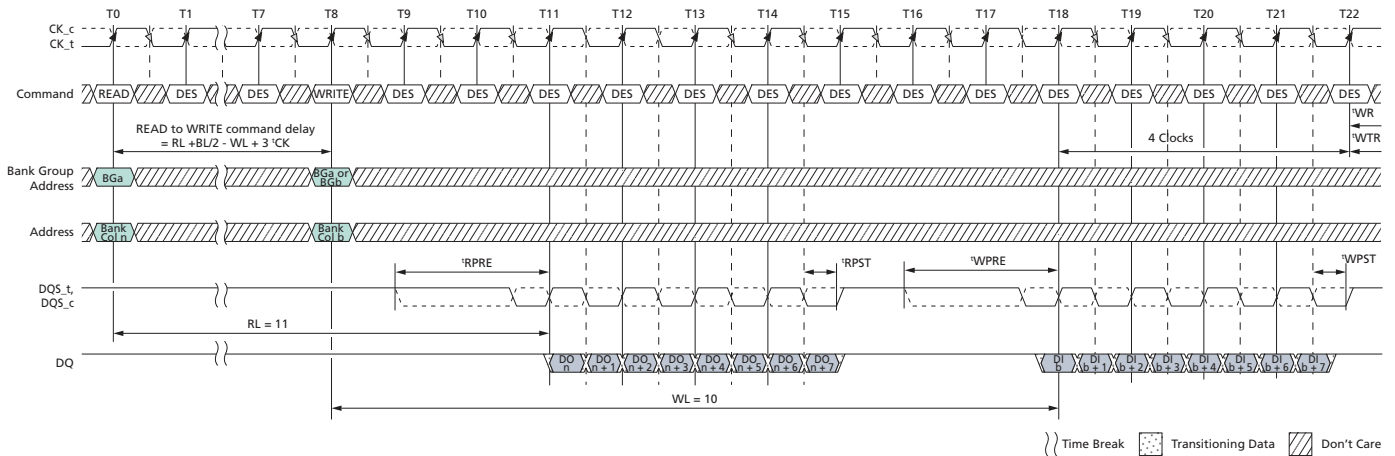 T0 T1 T7 T8 T9 T10 T11 T12 T13 T14 T15 T16 T17 T18 T19 T20 T21 T22
CK_c
CK_t
Command READ DES DES WRITE DES DES DES DES DES DES DES DES DES DES DES DES DES DES
READ to WRITE command delay
= RL +BL/2 - WL + 3 ᵗCK
ᵗWR
4 Clocks
ᵗWTR
Bank Group
Address
BGa
BGa or
BGb
Address
Bank
Col n
Bank
Col b
ᵗRPRE ᵗRPST ᵗWPRE ᵗWPST
DQS_t,
DQS_c
RL = 11
DQ
DO
n
DO
n + 1
DO
n + 2
DO
n + 3
DO
n + 4
DO
n + 5
DO
n + 6
DO
n + 7
DI
b
DI
b + 1
DI
b + 2
DI
b + 3
DI
b + 4
DI
b + 5
DI
b + 6
DI
b + 7
WL = 10
Time Break Transitioning Data Don't Care